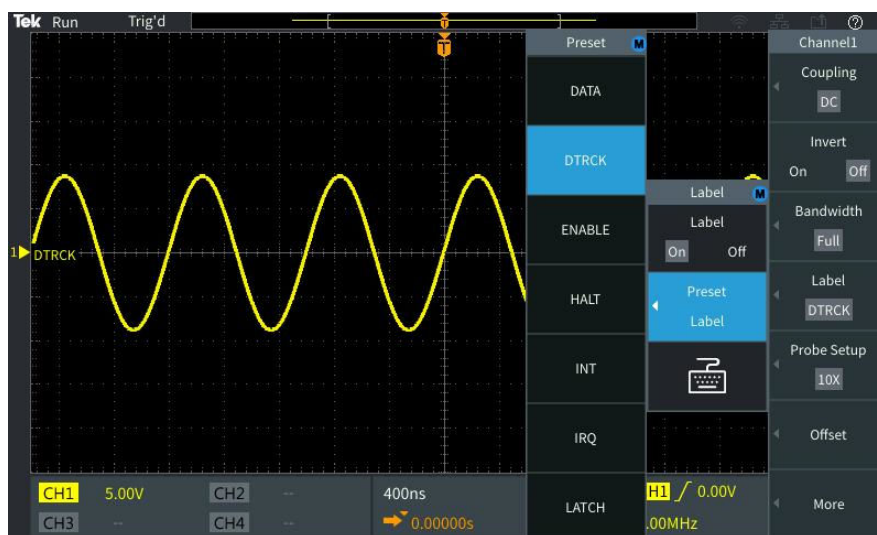 Tek Run Trig'd
T
T
?
Preset M
DATA
DTRCK
ENABLE
HALT
INT
IRQ
LATCH
Label M
Label
On Off
Preset
Label
Channel1
Coupling
DC
Invert
On Off
Bandwidth
Full
Label
DTRCK
Probe Setup
10X
Offset
More
1 DTRCK
CH1 5.00V CH2 --
CH3 -- CH4 --
400ns
0.00000s
H1 0.00V
.00MHz